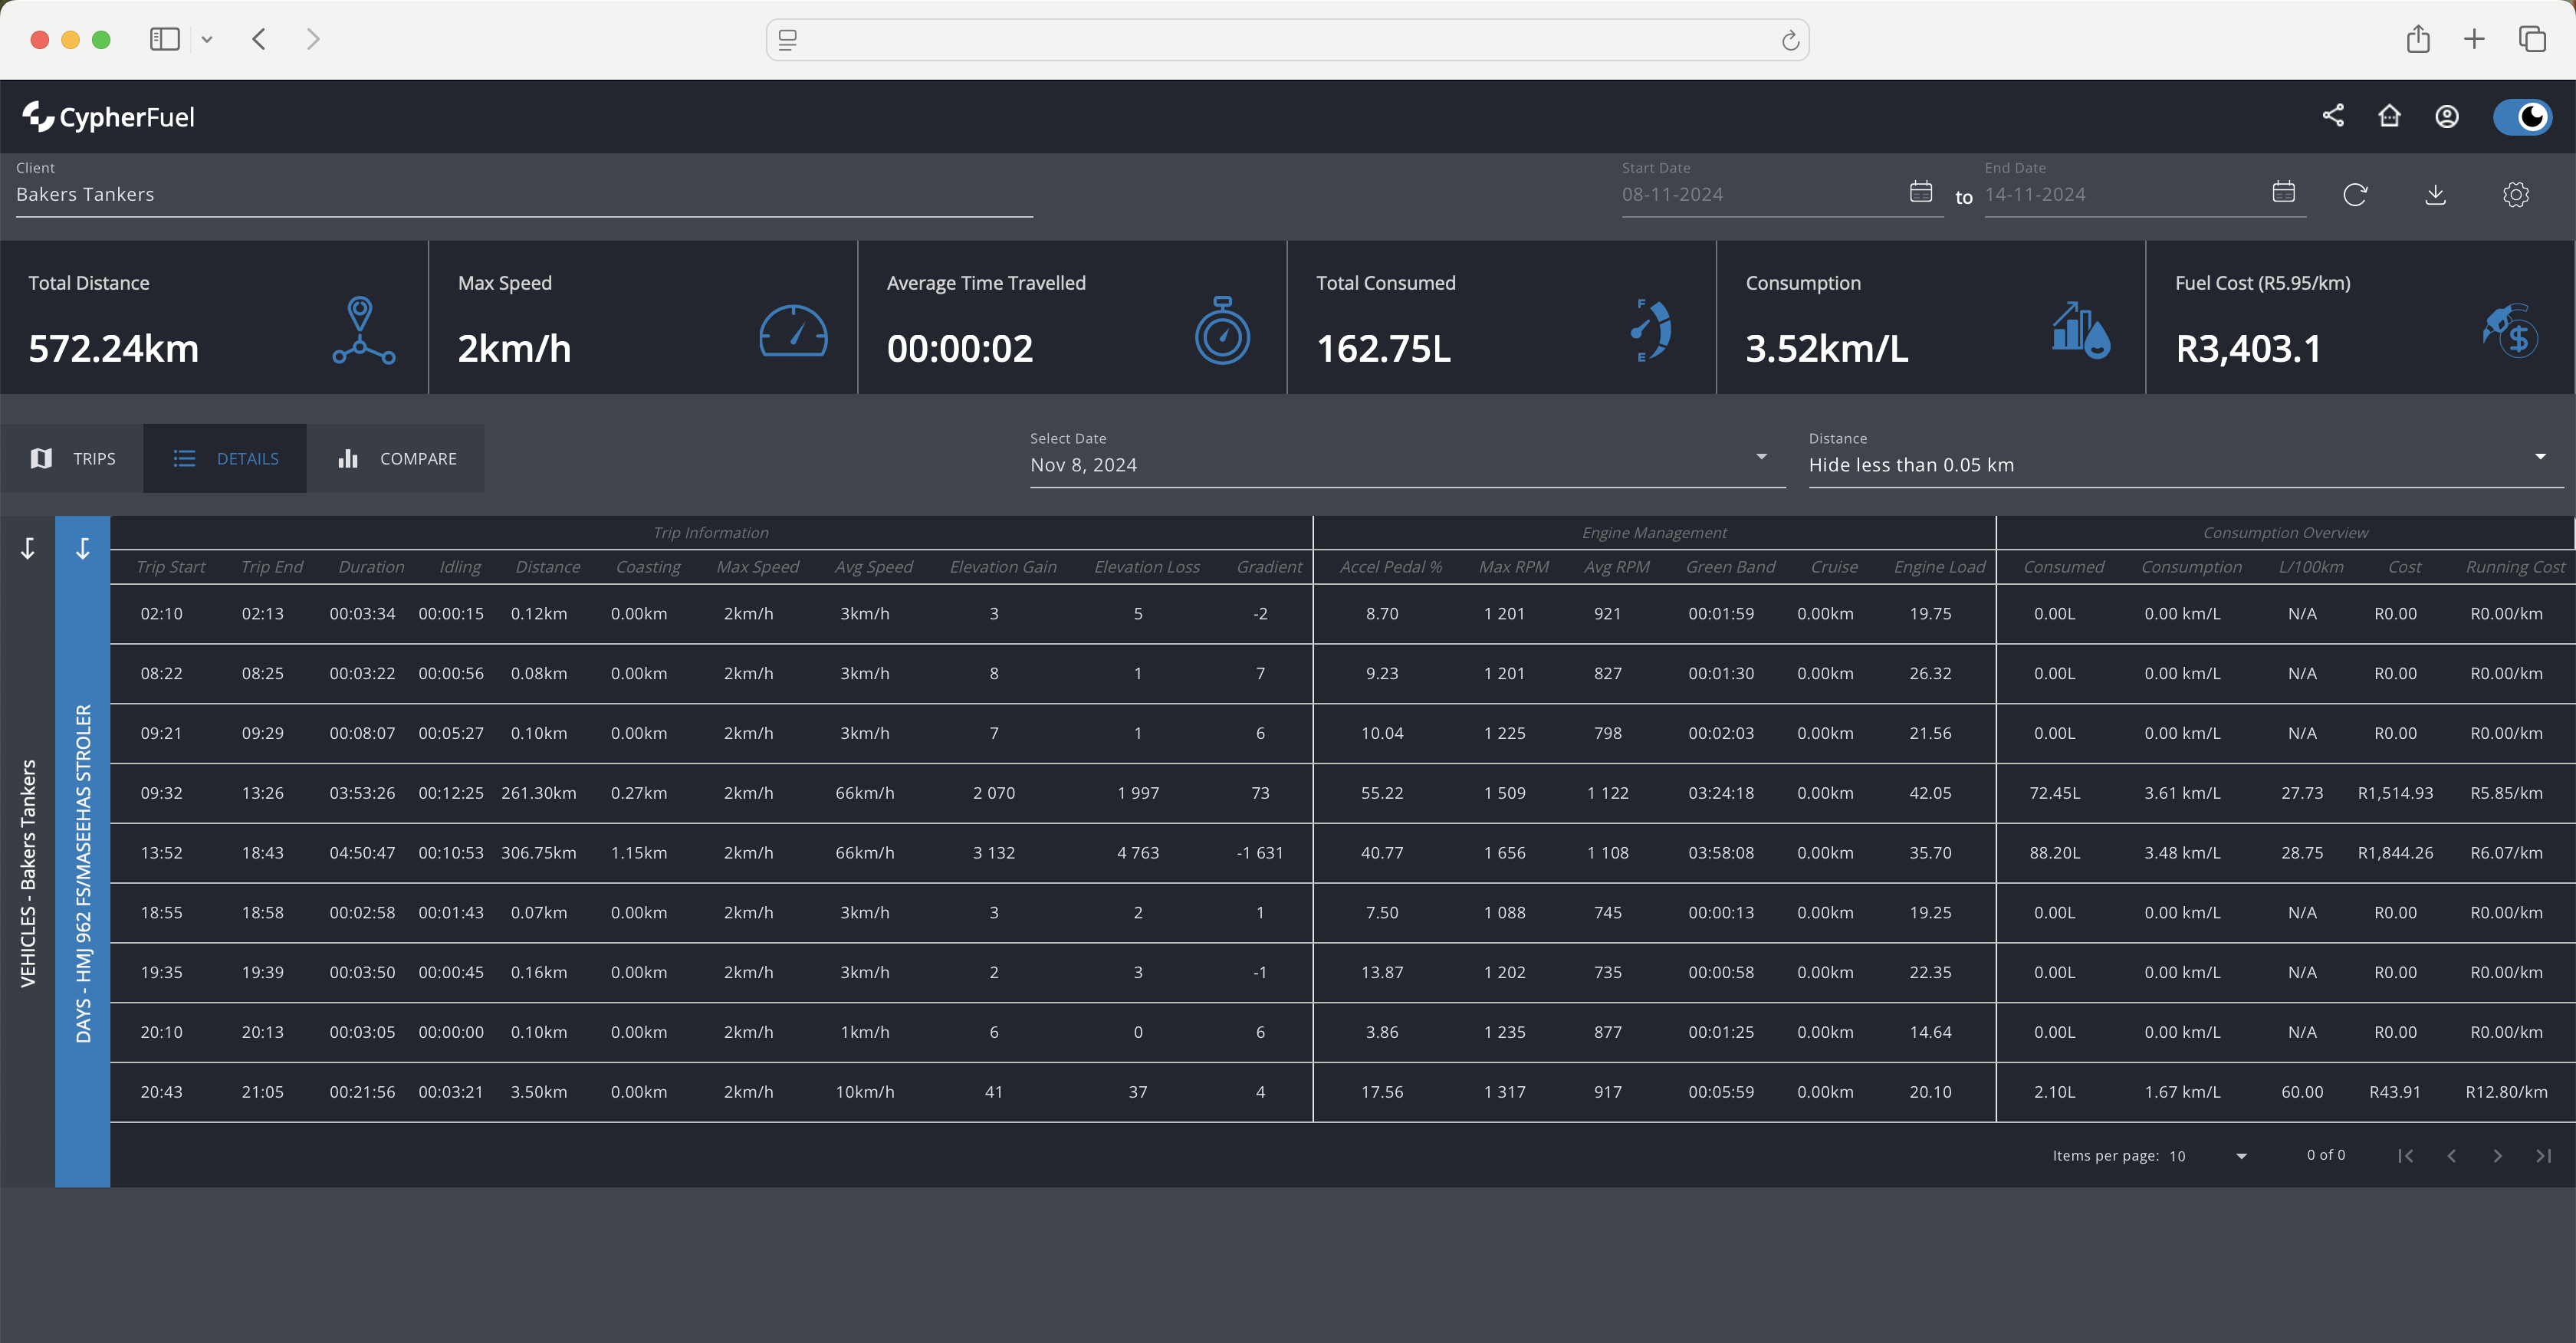 CypherFuel
Client
Bakers Tankers
Start Date
08-11-2024
to
End Date
14-11-2024
Total Distance
572.24km
Max Speed
2km/h
Average Time Travelled
00:00:02
Total Consumed
162.75L
F
E
Consumption
3.52km/L
Fuel Cost (R5.95/km)
R3,403.1
$
TRIPS
DETAILS
COMPARE
Select Date
Nov 8, 2024
Distance
Hide less than 0.05 km
VEHICLES - Bakers Tankers
DAYS - HMJ 962 FS/MASEEHAS STROLER
Trip Information Engine Management Consumption Overview
Trip Start Trip End Duration Idling Distance Coasting Max Speed Avg Speed Elevation Gain Elevation Loss Gradient Accel Pedal % Max RPM Avg RPM Green Band Cruise Engine Load Consumed Consumption L/100km Cost Running Cost
02:10 02:13 00:03:34 00:00:15 0.12km 0.00km 2km/h 3km/h 3 5 -2 8.70 1 201 921 00:01:59 0.00km 19.75 0.00L 0.00 km/L N/A R0.00 R0.00/km
08:22 08:25 00:03:22 00:00:56 0.08km 0.00km 2km/h 3km/h 8 1 7 9.23 1 201 827 00:01:30 0.00km 26.32 0.00L 0.00 km/L N/A R0.00 R0.00/km
09:21 09:29 00:08:07 00:05:27 0.10km 0.00km 2km/h 3km/h 7 1 6 10.04 1 225 798 00:02:03 0.00km 21.56 0.00L 0.00 km/L N/A R0.00 R0.00/km
09:32 13:26 03:53:26 00:12:25 261.30km 0.27km 2km/h 66km/h 2 070 1 997 73 55.22 1 509 1 122 03:24:18 0.00km 42.05 72.45L 3.61 km/L 27.73 R1,514.93 R5.85/km
13:52 18:43 04:50:47 00:10:53 306.75km 1.15km 2km/h 66km/h 3 132 4 763 -1 631 40.77 1 656 1 108 03:58:08 0.00km 35.70 88.20L 3.48 km/L 28.75 R1,844.26 R6.07/km
18:55 18:58 00:02:58 00:01:43 0.07km 0.00km 2km/h 3km/h 3 2 1 7.50 1 088 745 00:00:13 0.00km 19.25 0.00L 0.00 km/L N/A R0.00 R0.00/km
19:35 19:39 00:03:50 00:00:45 0.16km 0.00km 2km/h 3km/h 2 3 -1 13.87 1 202 735 00:00:58 0.00km 22.35 0.00L 0.00 km/L N/A R0.00 R0.00/km
20:10 20:13 00:03:05 00:00:00 0.10km 0.00km 2km/h 1km/h 6 0 6 3.86 1 235 877 00:01:25 0.00km 14.64 0.00L 0.00 km/L N/A R0.00 R0.00/km
20:43 21:05 00:21:56 00:03:21 3.50km 0.00km 2km/h 10km/h 41 37 4 17.56 1 317 917 00:05:59 0.00km 20.10 2.10L 1.67 km/L 60.00 R43.91 R12.80/km
Items per page: 10 0 of 0